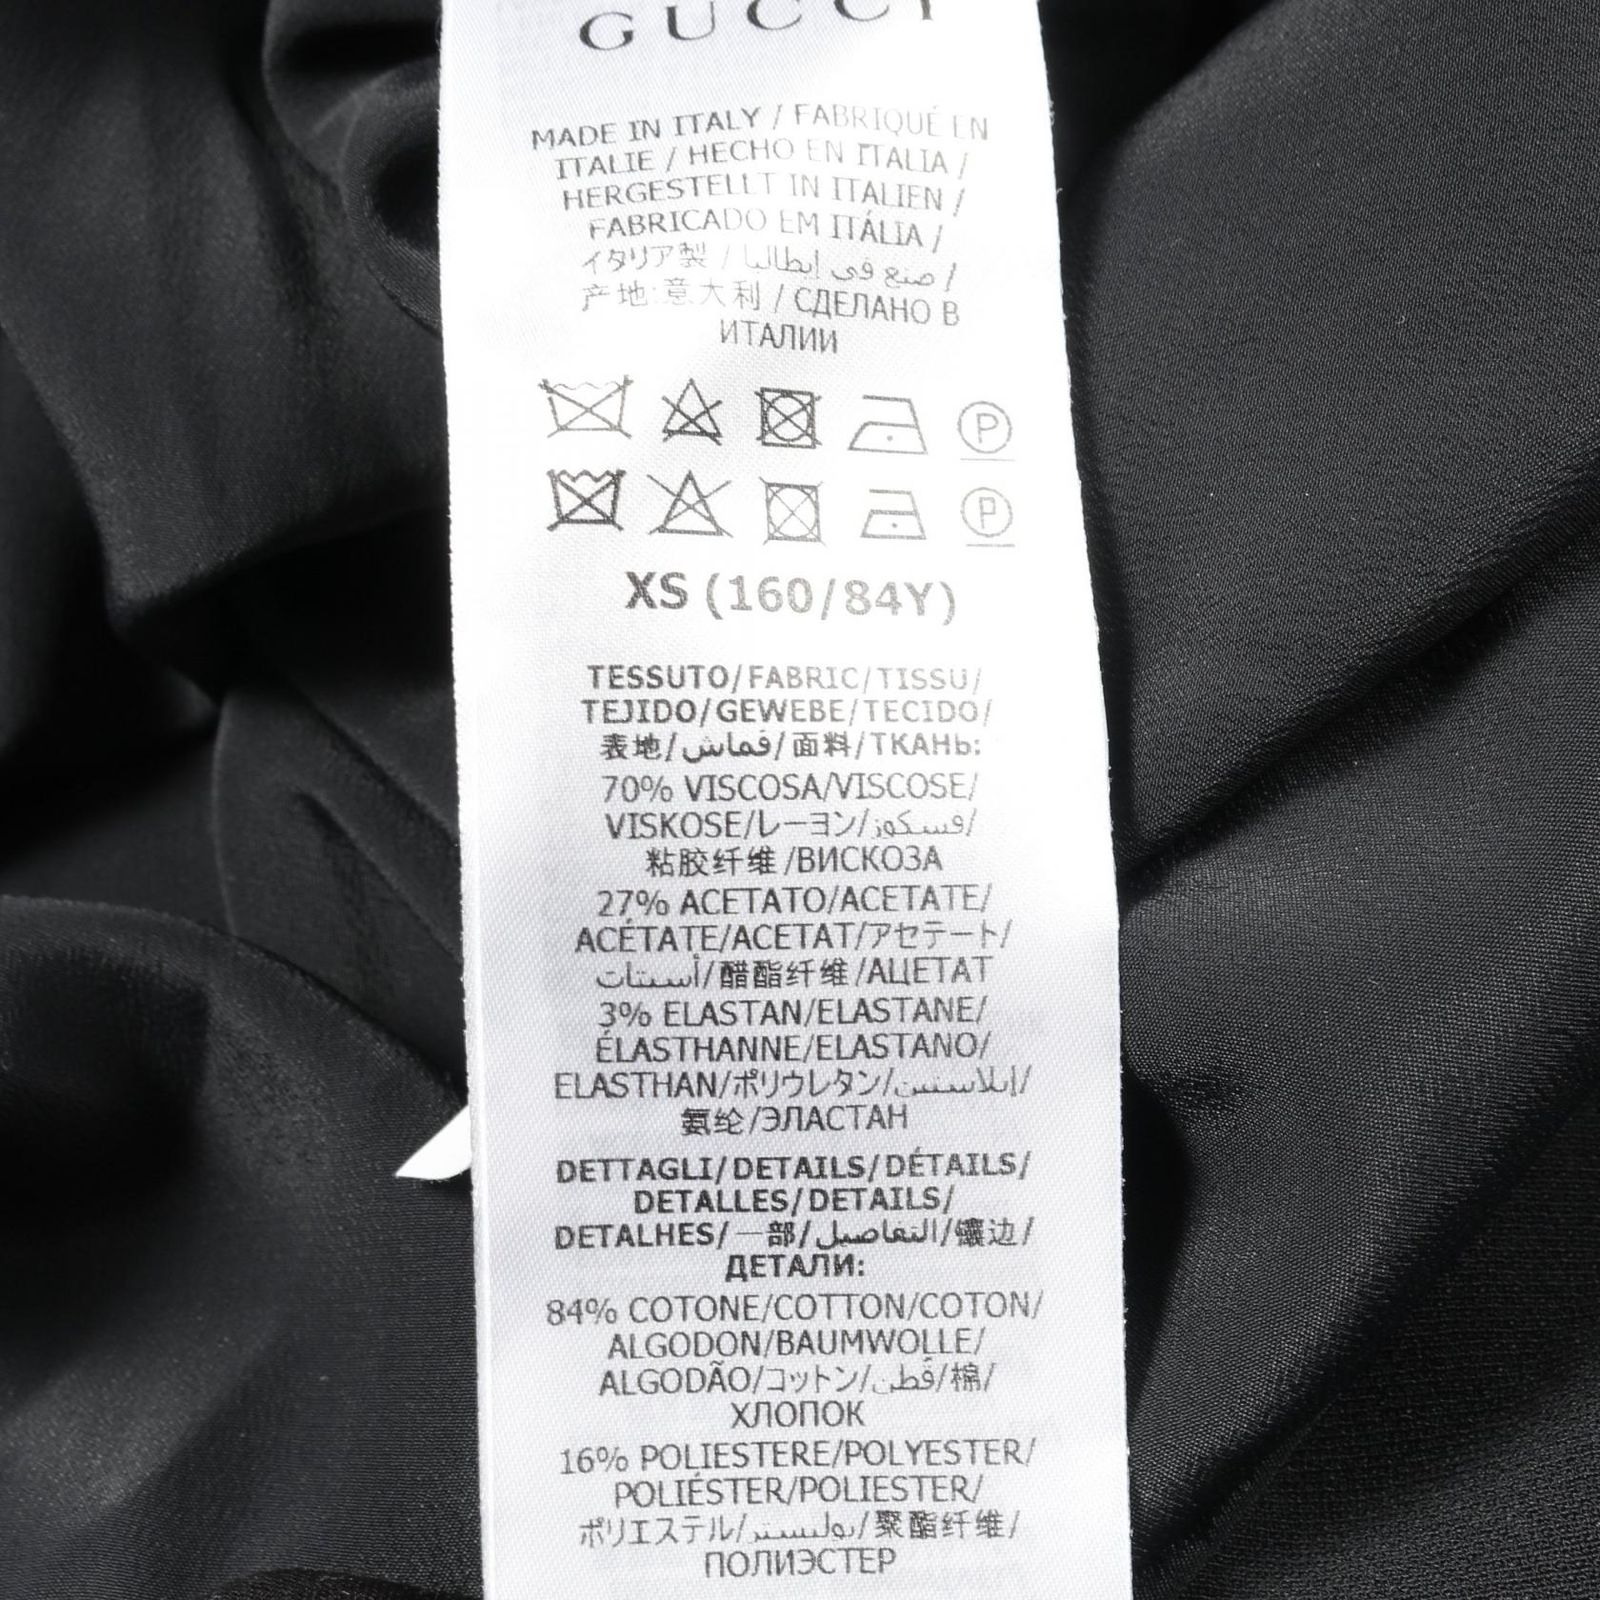 GUCCI
MADE IN ITALY / FABRIQUÉ EN
ITALIE / HECHO EN ITALIA /
HERGESTELLT IN ITALIEN /
FABRICADO EM ITÁLIA /
イタリア製 / صنع في إيطاليا /
产地:意大利 / СДЕЛАНО В
ИТАЛИИ
P
P
XS (160/84Y)
TESSUTO/FABRIC/TISSU/
TEJIDO/GEWEBE/TECIDO/
表地/قماش/面料/ТКАНЬ:
70% VISCOSA/VISCOSE/
VISKOSE/レーヨン/فسكوز/
粘胶纤维/ВИСКОЗА
27% ACETATO/ACETATE/
ACÉTATE/ACETAT/アセテート/
أسيتات/醋酯纤维/АЦЕТАТ
3% ELASTAN/ELASTANE/
ÉLASTHANNE/ELASTANO/
ELASTHAN/ポリウレタン/إيلاستين/
氨纶/ЭЛАСТАН
DETTAGLI/DETAILS/DÉTAILS/
DETALLES/DETAILS/
DETALHES/一部/التفاصيل/镶边/
ДЕТАЛИ:
84% COTONE/COTTON/COTON/
ALGODON/BAUMWOLLE/
ALGODÃO/コットン/قطن/棉/
ХЛОПОК
16% POLIESTERE/POLYESTER/
POLIÉSTER/POLIESTER/
ポリエステル/بوليستر/聚酯纤维/
ПОЛИЭСТЕР